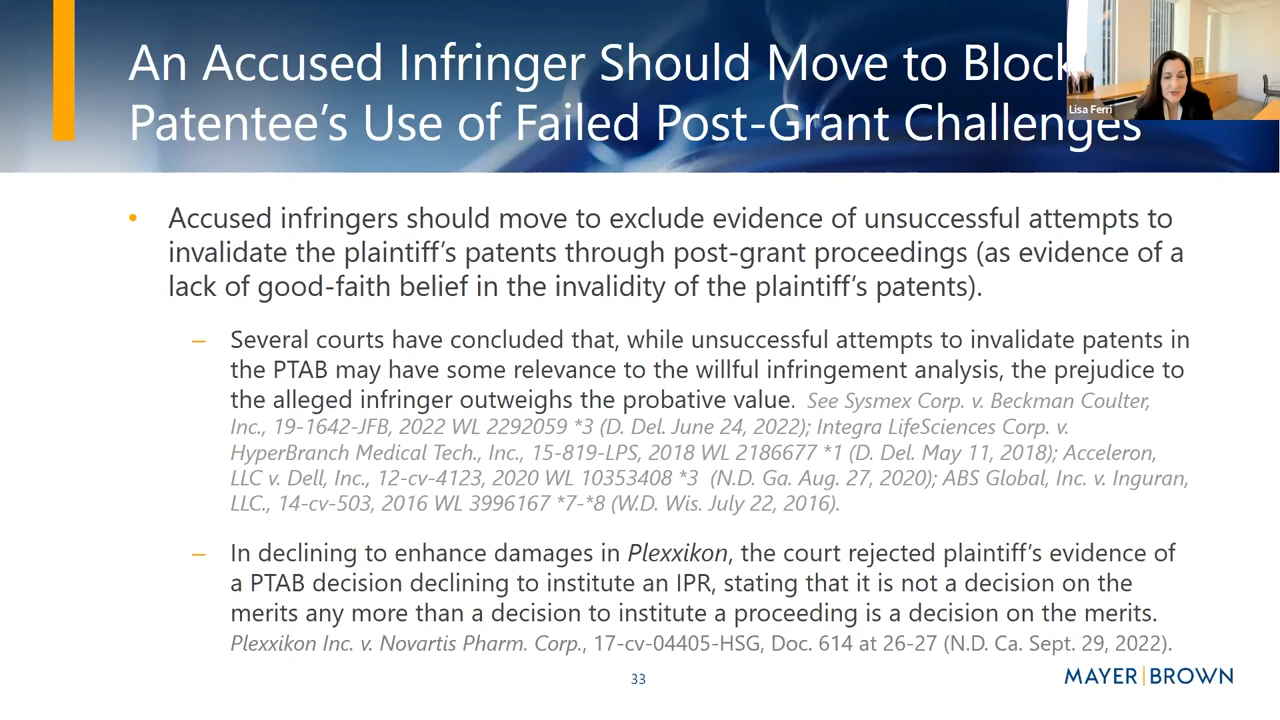 An Accused Infringer Should Move to Block
Patentee's Use of Failed Post-Grant Challenges
Lisa Ferri
• Accused infringers should move to exclude evidence of unsuccessful attempts to
invalidate the plaintiff's patents through post-grant proceedings (as evidence of a
lack of good-faith belief in the invalidity of the plaintiff's patents).
– Several courts have concluded that, while unsuccessful attempts to invalidate patents in
the PTAB may have some relevance to the willful infringement analysis, the prejudice to
the alleged infringer outweighs the probative value. See Sysmex Corp. v. Beckman Coulter,
Inc., 19-1642-JFB, 2022 WL 2292059 *3 (D. Del. June 24, 2022); Integra LifeSciences Corp. v.
HyperBranch Medical Tech., Inc., 15-819-LPS, 2018 WL 2186677 *1 (D. Del. May 11, 2018); Acceleron,
LLC v. Dell, Inc., 12-cv-4123, 2020 WL 10353408 *3 (N.D. Ga. Aug. 27, 2020); ABS Global, Inc. v. Inguran,
LLC., 14-cv-503, 2016 WL 3996167 *7-*8 (W.D. Wis. July 22, 2016).
– In declining to enhance damages in Plexxikon, the court rejected plaintiff's evidence of
a PTAB decision declining to institute an IPR, stating that it is not a decision on the
merits any more than a decision to institute a proceeding is a decision on the merits.
Plexxikon Inc. v. Novartis Pharm. Corp., 17-cv-04405-HSG, Doc. 614 at 26-27 (N.D. Ca. Sept. 29, 2022).
33
MAYER|BROWN